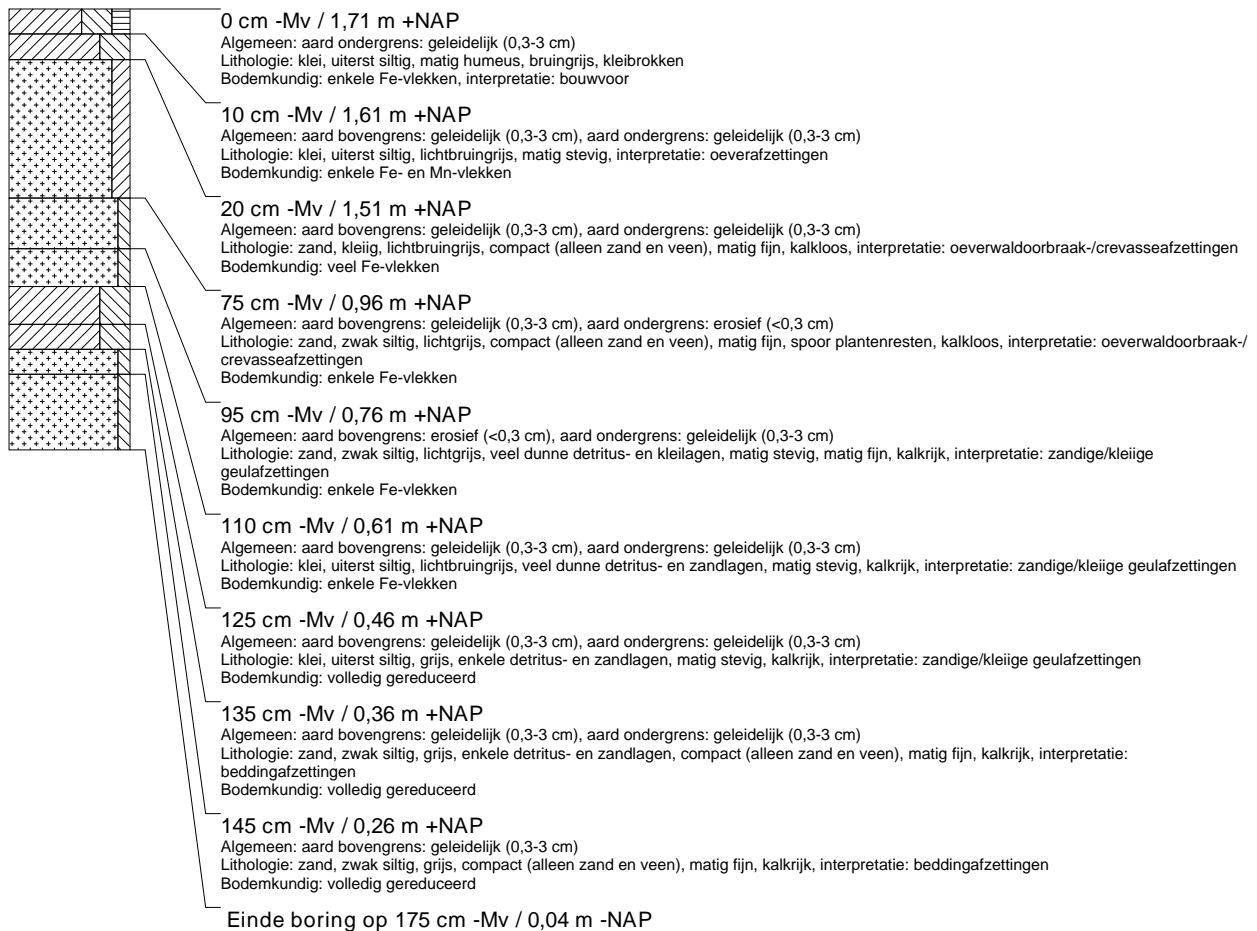 0 cm -Mv / 1,71 m +NAP
Algemeen: aard ondergrens: geleidelijk (0,3-3 cm)
Lithologie: klei, uiterst siltig, matig humeus, bruingrijs, kleibrokken
Bodemkundig: enkele Fe-vlekken, interpretatie: bouwvoor
10 cm -Mv / 1,61 m +NAP
Algemeen: aard bovengrens: geleidelijk (0,3-3 cm), aard ondergrens: geleidelijk (0,3-3 cm)
Lithologie: klei, uiterst siltig, lichtbruingrijs, matig stevig, interpretatie: oeverafzettingen
Bodemkundig: enkele Fe- en Mn-vlekken
20 cm -Mv / 1,51 m +NAP
Algemeen: aard bovengrens: geleidelijk (0,3-3 cm), aard ondergrens: geleidelijk (0,3-3 cm)
Lithologie: zand, kleiig, lichtbruingrijs, compact (alleen zand en veen), matig fijn, kalkloos, interpretatie: oeverwaldoorbraak-/crevasseafzettingen
Bodemkundig: veel Fe-vlekken
75 cm -Mv / 0,96 m +NAP
Algemeen: aard bovengrens: geleidelijk (0,3-3 cm), aard ondergrens: erosief (<0,3 cm)
Lithologie: zand, zwak siltig, lichtgrijs, compact (alleen zand en veen), matig fijn, spoor plantenresten, kalkloos, interpretatie: oeverwaldoorbraak-/
crevasseafzettingen
Bodemkundig: enkele Fe-vlekken
95 cm -Mv / 0,76 m +NAP
Algemeen: aard bovengrens: erosief (<0,3 cm), aard ondergrens: geleidelijk (0,3-3 cm)
Lithologie: zand, zwak siltig, lichtgrijs, veel dunne detritus- en kleilagen, matig stevig, matig fijn, kalkrijk, interpretatie: zandige/kleiige
geulafzettingen
Bodemkundig: enkele Fe-vlekken
110 cm -Mv / 0,61 m +NAP
Algemeen: aard bovengrens: geleidelijk (0,3-3 cm), aard ondergrens: geleidelijk (0,3-3 cm)
Lithologie: klei, uiterst siltig, lichtbruingrijs, veel dunne detritus- en zandlagen, matig stevig, kalkrijk, interpretatie: zandige/kleiige geulafzettingen
Bodemkundig: enkele Fe-vlekken
125 cm -Mv / 0,46 m +NAP
Algemeen: aard bovengrens: geleidelijk (0,3-3 cm), aard ondergrens: geleidelijk (0,3-3 cm)
Lithologie: klei, uiterst siltig, grijs, enkele detritus- en zandlagen, matig stevig, kalkrijk, interpretatie: zandige/kleiige geulafzettingen
Bodemkundig: volledig gereduceerd
135 cm -Mv / 0,36 m +NAP
Algemeen: aard bovengrens: geleidelijk (0,3-3 cm), aard ondergrens: geleidelijk (0,3-3 cm)
Lithologie: zand, zwak siltig, grijs, enkele detritus- en zandlagen, compact (alleen zand en veen), matig fijn, kalkrijk, interpretatie:
beddingafzettingen
Bodemkundig: volledig gereduceerd
145 cm -Mv / 0,26 m +NAP
Algemeen: aard bovengrens: geleidelijk (0,3-3 cm)
Lithologie: zand, zwak siltig, grijs, compact (alleen zand en veen), matig fijn, kalkrijk, interpretatie: beddingafzettingen
Bodemkundig: volledig gereduceerd
Einde boring op 175 cm -Mv / 0,04 m -NAP